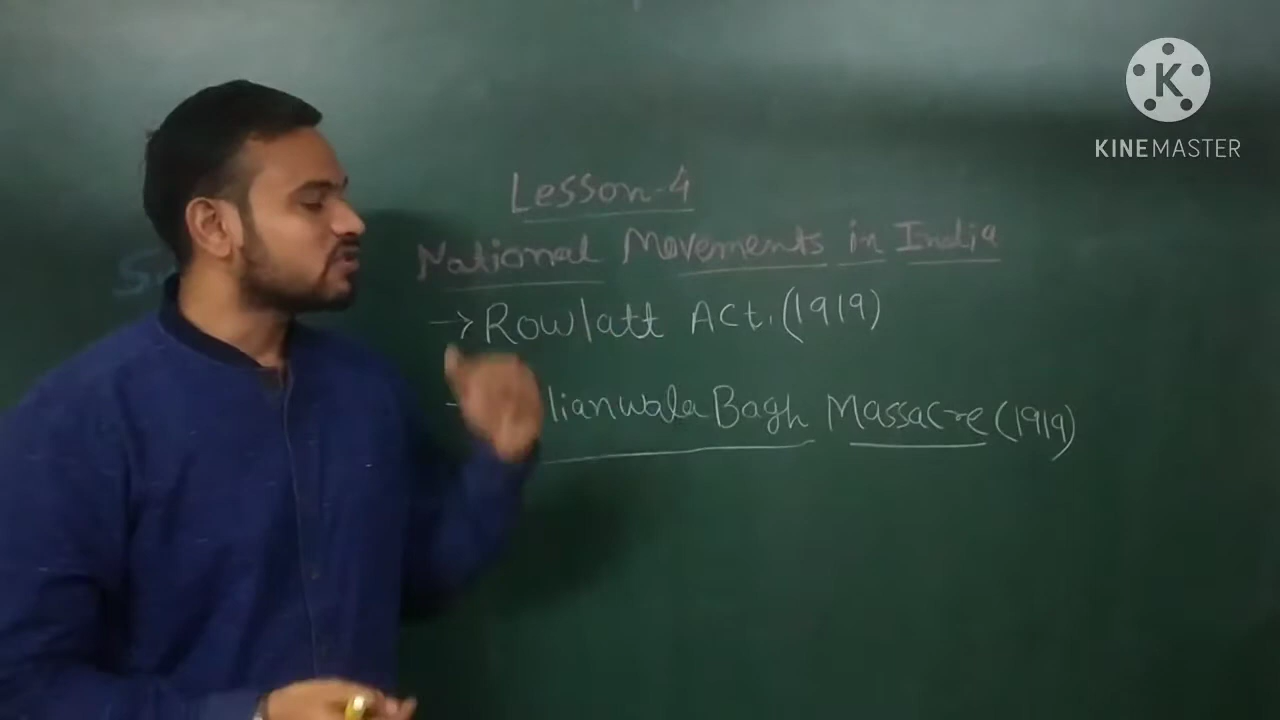 K
KINEMASTER
Lesson-4
National Movements in India
→ Rowlatt Act. (1919)
lianwala Bagh Massacre (1919)